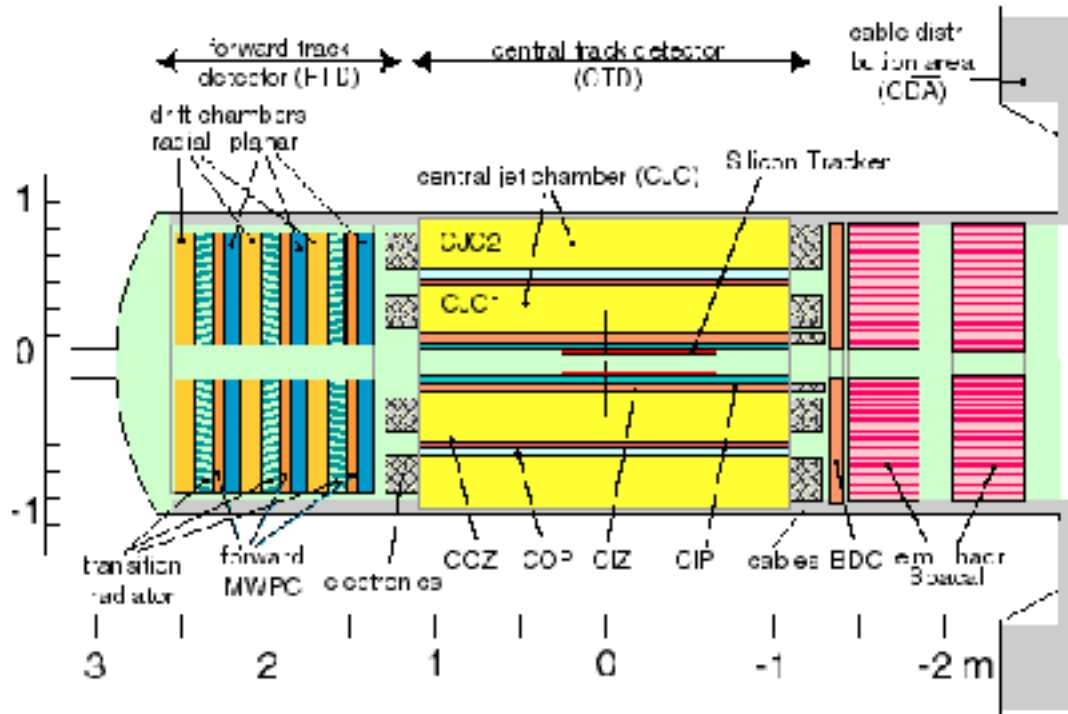 forward track
detector (FTD)
central track detector
(CTD)
cable distri
bution area
(CDA)
drift chambers
radial planar
central jet chamber (CJC)
Silicon Tracker
CJC2
CJC1
1
0
-1
transition
radiator
forward
MWPC
electronics
COZ
COP
CIZ
CIP
cables
BDC
em
hadr
Spacal
3
2
1
0
-1
-2 m